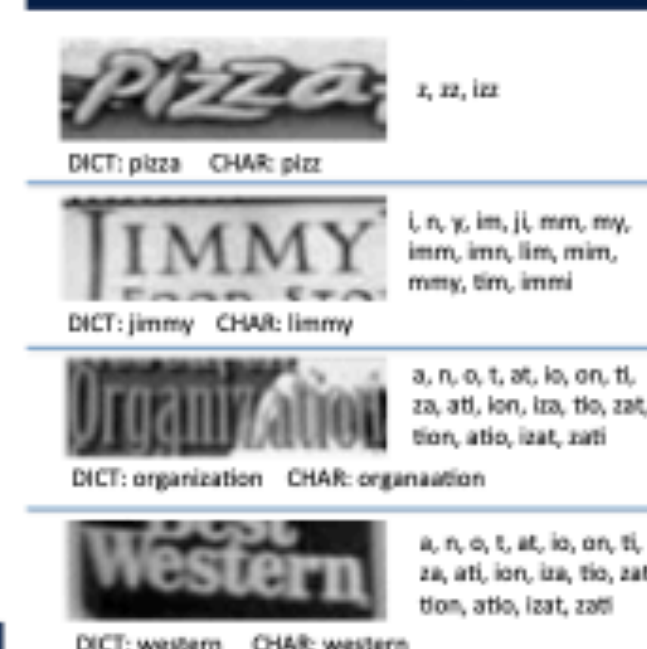 Pizza
z, zz, izz
DICT: pizza CHAR: pizz
JIMMY
FOOD STO
i, n, y, im, ji, mm, my,
imm, imn, lim, mim,
mmy, tim, immi
DICT: jimmy CHAR: limmy
Organization
a, n, o, t, at, io, on, ti,
za, ati, ion, iza, tio, zat,
tion, atio, izat, zati
DICT: organization CHAR: organaation
Best
Western
a, n, o, t, at, io, on, ti,
za, ati, ion, iza, tio, zat
tion, atio, izat, zati
DICT: western CHAR: western